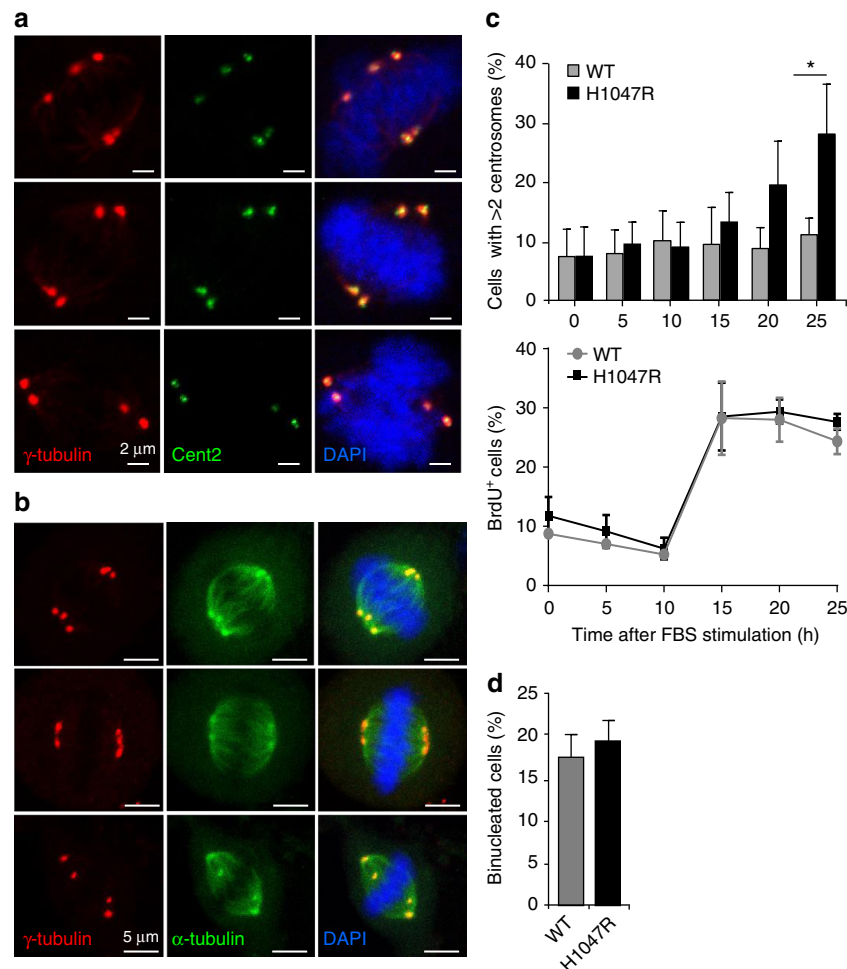 a
γ-tubulin
2 μm
Cent2
DAPI
b
γ-tubulin
5 μm
α-tubulin
DAPI
c
Cells with >2 centrosomes (%)
40
30
20
10
0
WT
H1047R
*
0 5 10 15 20 25
BrdU⁺ cells (%)
40
30
20
10
0
WT
H1047R
0 5 10 15 20 25
Time after FBS stimulation (h)
d
Binucleated cells (%)
25
20
15
10
5
0
WT
H1047R